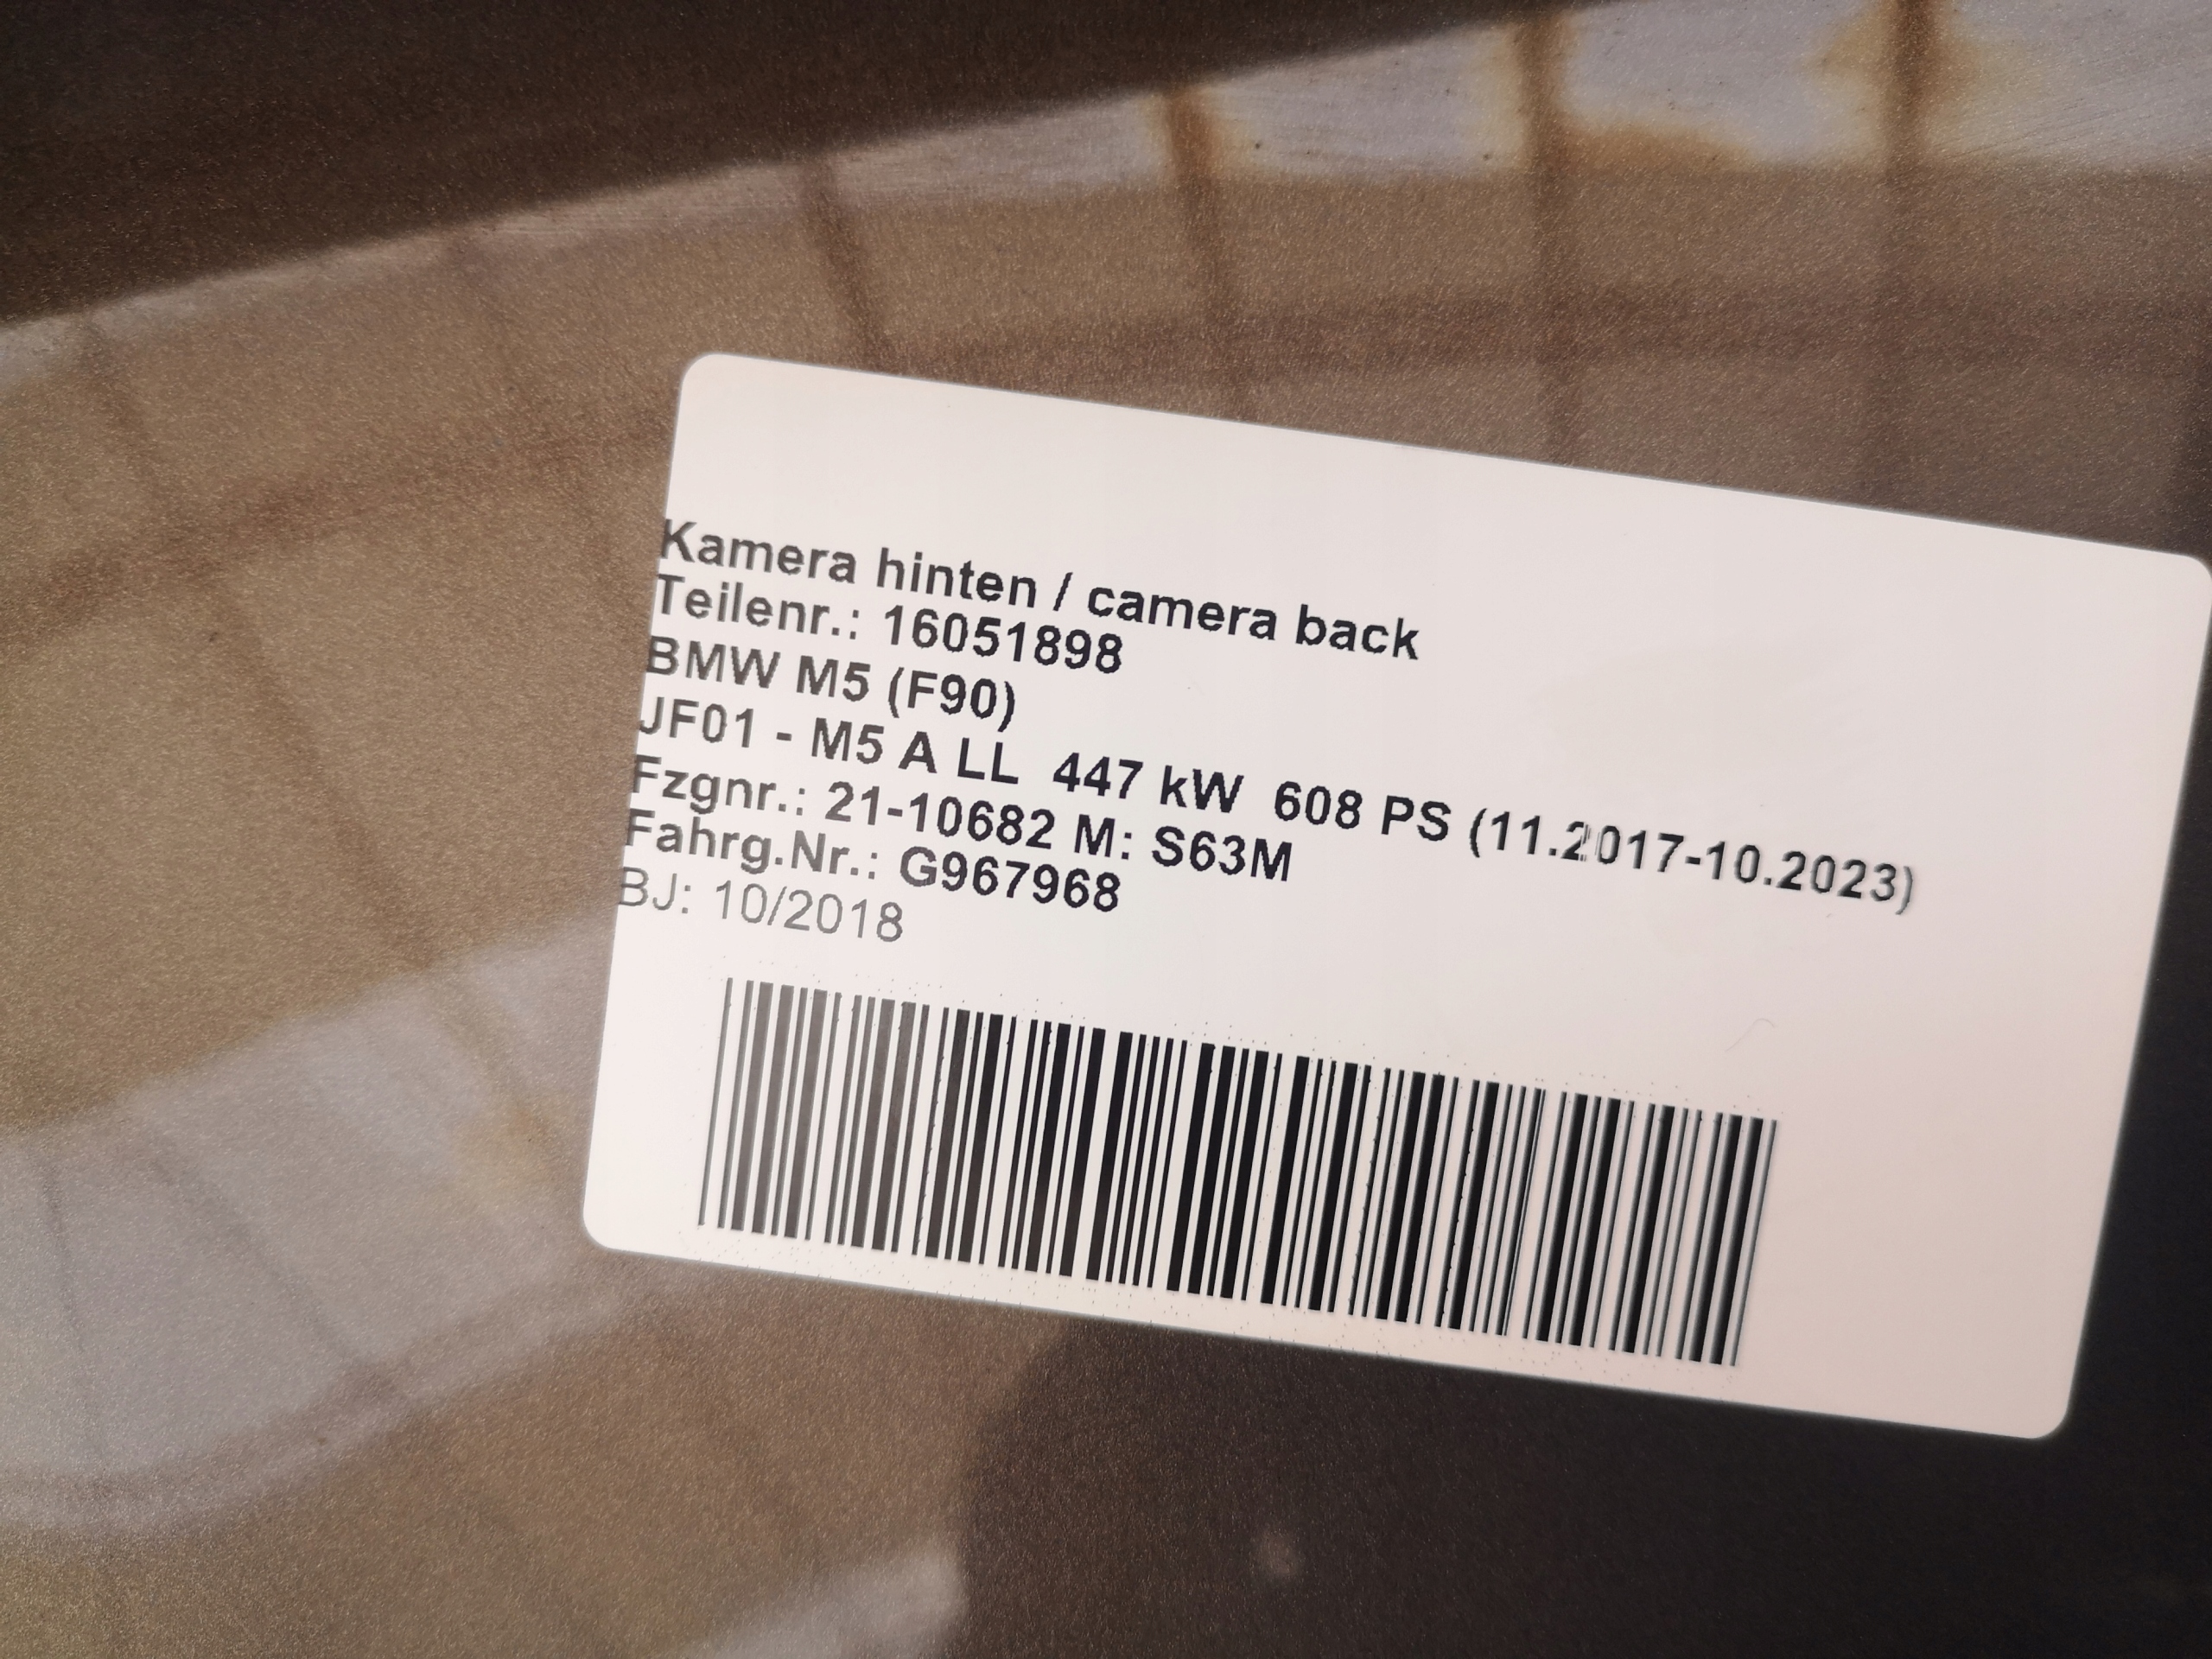 Kamera hinten / camera back
Teilenr.: 16051898
BMW M5 (F90)
JF01 - M5 A LL  447 kW  608 PS (11.2017-10.2023)
Fzgnr.: 21-10682 M: S63M
Fahrg.Nr.: G967968
BJ: 10/2018